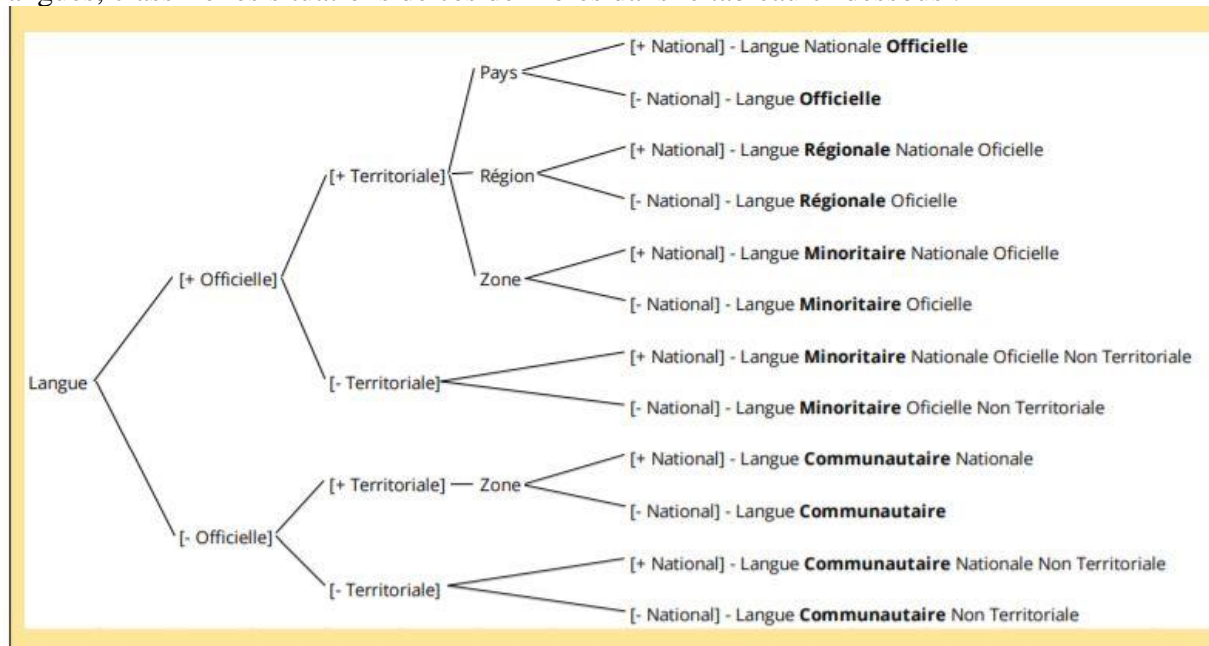 [+ National] - Langue Nationale Officielle
Pays
[- National] - Langue Officielle
[+ National] - Langue Régionale Nationale Oficielle
[+ Territoriale]
Région
[- National] - Langue Régionale Oficielle
[+ National] - Langue Minoritaire Nationale Oficielle
[+ Officielle]
Zone
[- National] - Langue Minoritaire Oficielle
[+ National] - Langue Minoritaire Nationale Oficielle Non Territoriale
Langue
[- Territoriale]
[- National] - Langue Minoritaire Oficielle Non Territoriale
[+ National] - Langue Communautaire Nationale
[+ Territoriale]
Zone
[- National] - Langue Communautaire
[- Officielle]
[+ National] - Langue Communautaire Nationale Non Territoriale
[- Territoriale]
[- National] - Langue Communautaire Non Territoriale